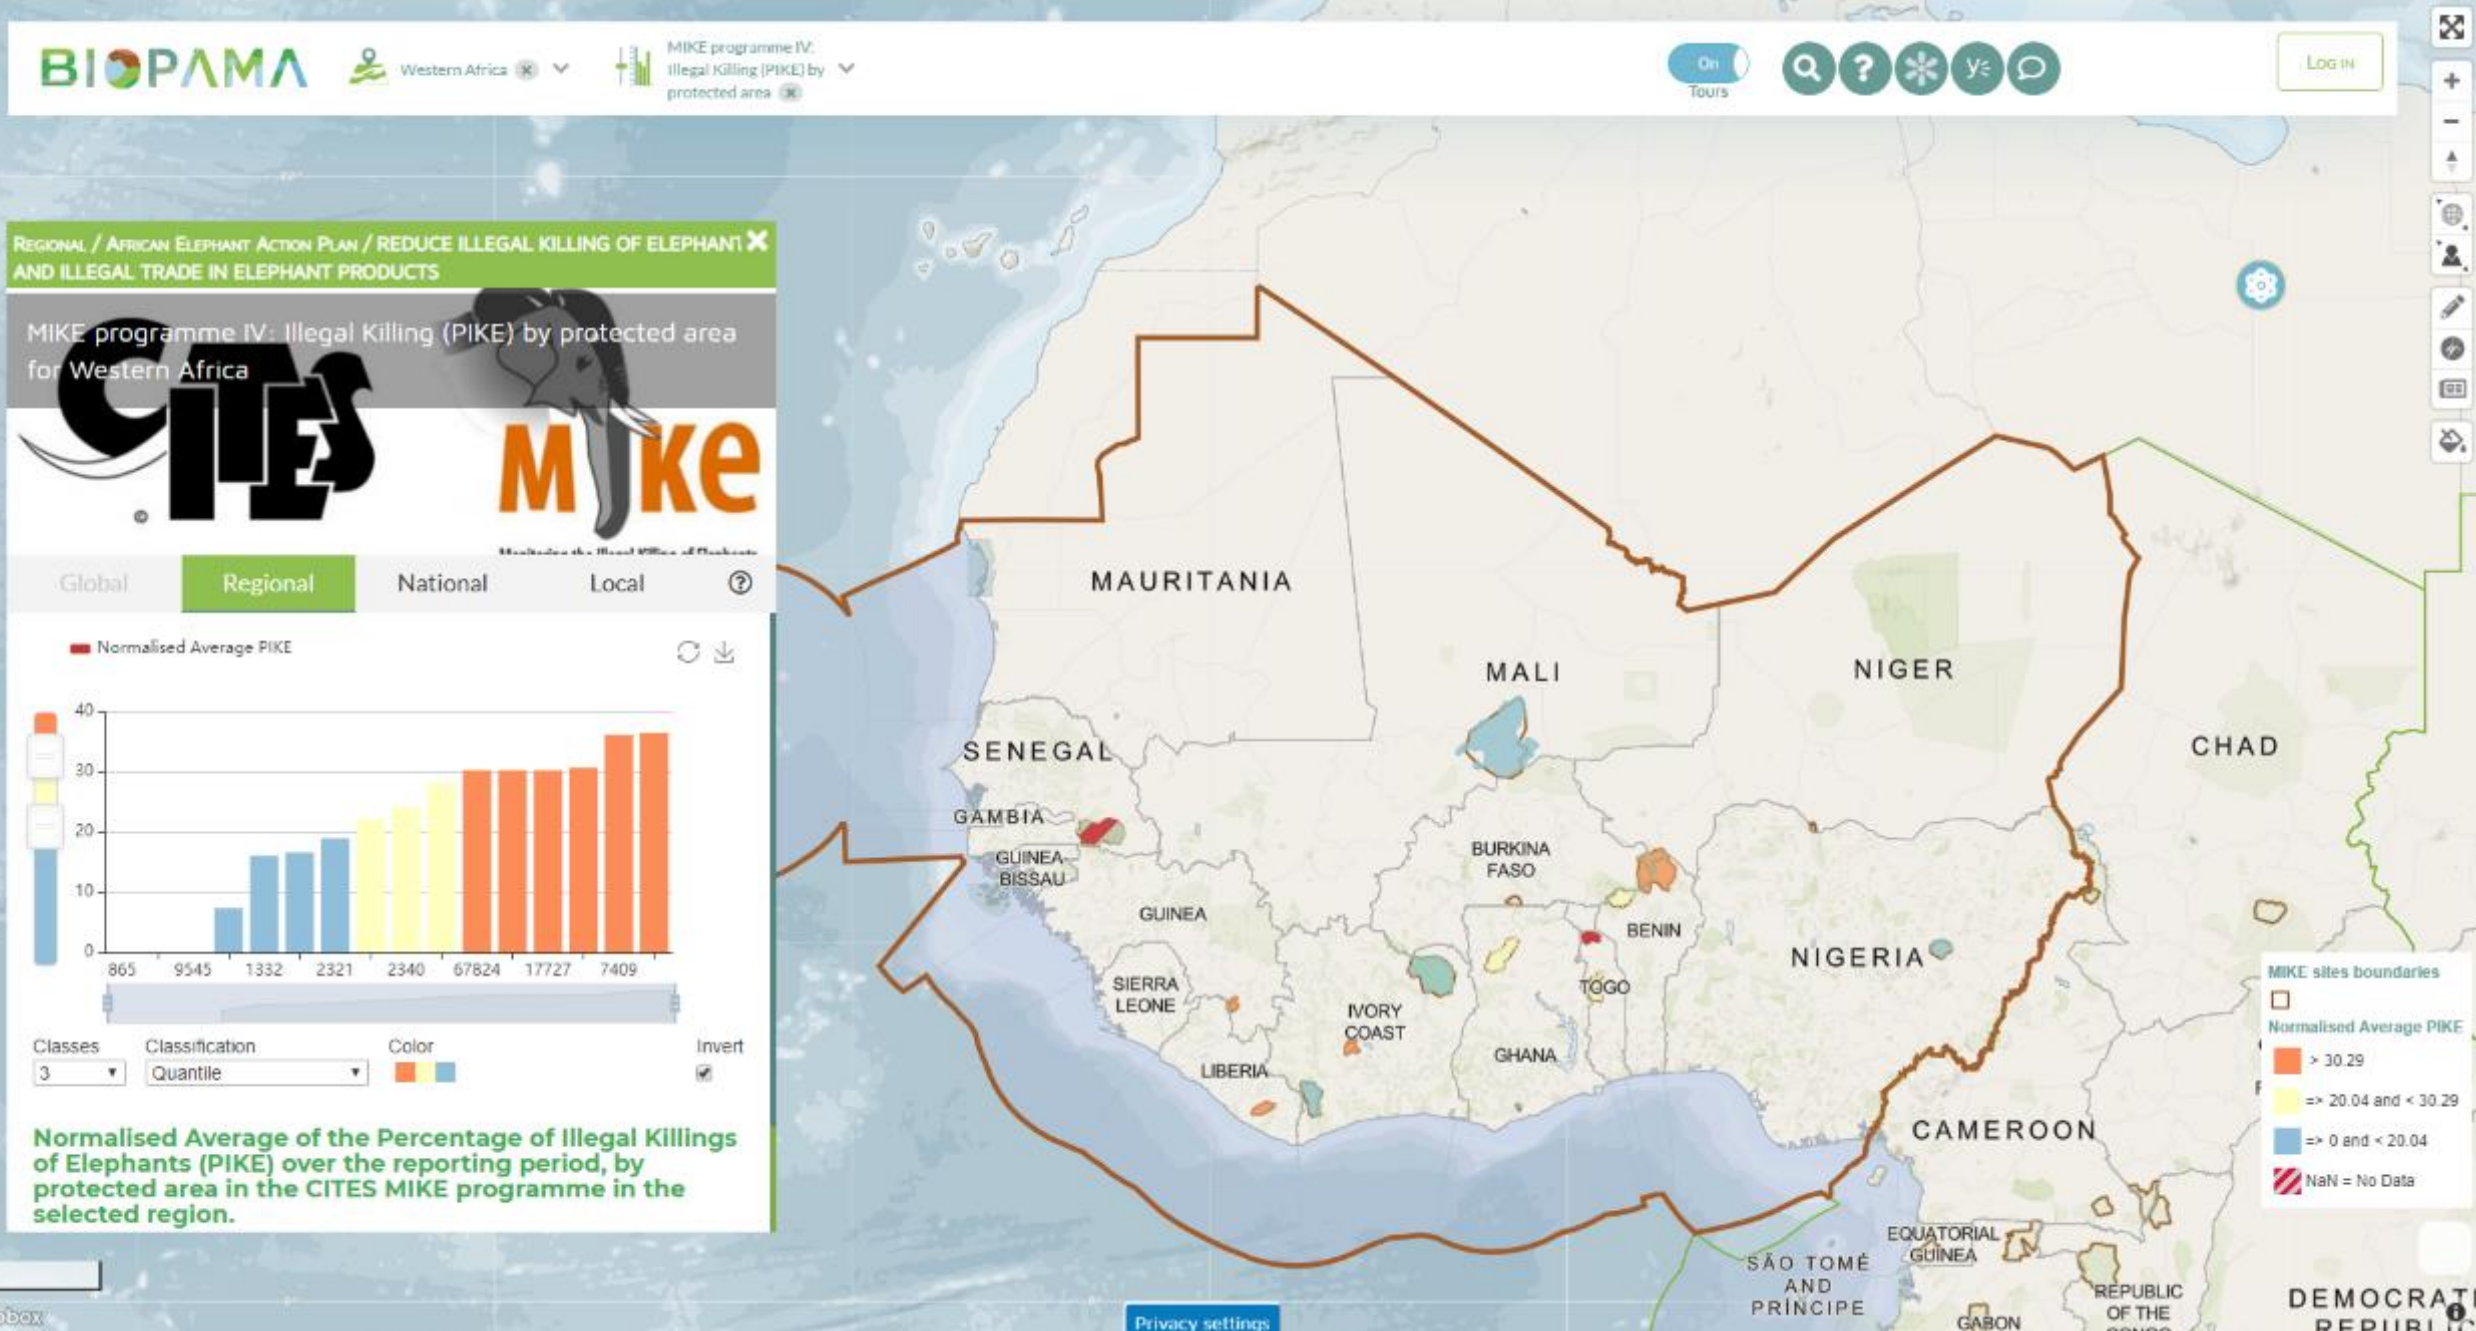 BIOPAMA
Western Africa
MIKE programme IV:
Illegal Killing (PIKE) by
protected area
On
Tours
LOG IN
REGIONAL / AFRICAN ELEPHANT ACTION PLAN / REDUCE ILLEGAL KILLING OF ELEPHANT
AND ILLEGAL TRADE IN ELEPHANT PRODUCTS
MIKE programme IV: Illegal Killing (PIKE) by protected area
for Western Africa
CITES
MIKE
©
Monitoring the Illegal Killing of Elephants
Global
Regional
National
Local
Normalised Average PIKE
40
30
20
10
0
865 9545 1332 2321 2340 67824 17727 7409
Classes
Classification
Color
Invert
3
Quantile
Normalised Average of the Percentage of Illegal Killings
of Elephants (PIKE) over the reporting period, by
protected area in the CITES MIKE programme in the
selected region.
MAURITANIA
MALI
NIGER
CHAD
SENEGAL
GAMBIA
GUINEA-
BISSAU
GUINEA
BURKINA
FASO
BENIN
NIGERIA
SIERRA
LEONE
IVORY
COAST
TOGO
GHANA
LIBERIA
CAMEROON
EQUATORIAL
GUINEA
SÃO TOMÉ
AND
PRÍNCIPE
GABON
REPUBLIC
OF THE
MIKE sites boundaries
Normalised Average PIKE
> 30.29
=> 20.04 and < 30.29
=> 0 and < 20.04
NaN = No Data
Privacy settings